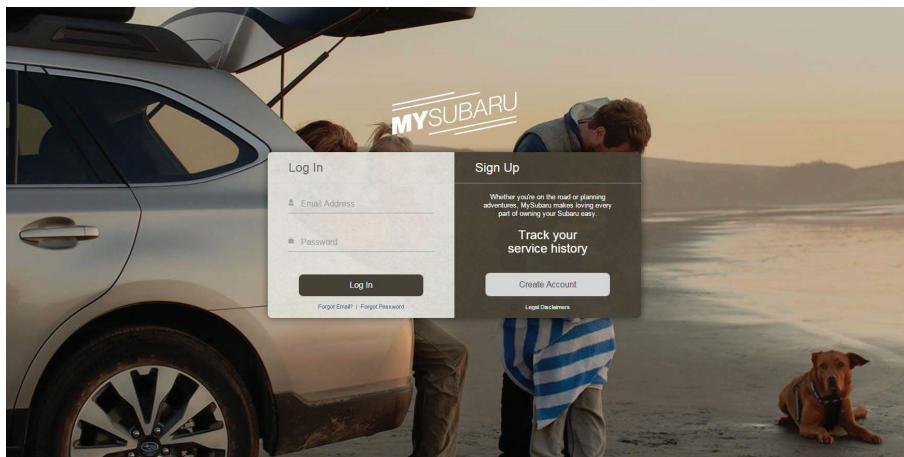 MYSUBARU
Log In
Email Address
Password
Log In
Forgot Email? | Forgot Password
Sign Up
Whether you're on the road or planning
adventures, MySubaru makes loving every
part of owning your Subaru easy.
Track your
service history
Create Account
Legal Disclaimers